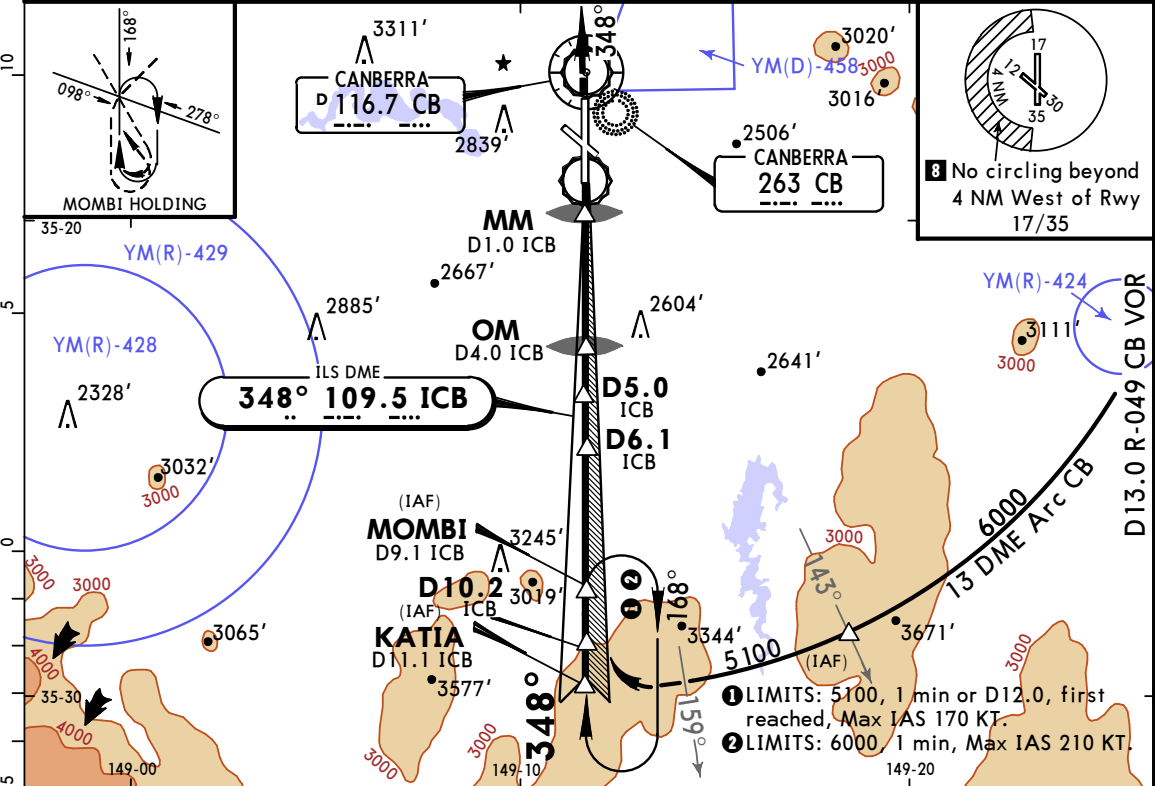 168°
098°
278°
MOMBI HOLDING
3311'
348°
CANBERRA
D 116.7 CB
2839'
YM(D)-458
3020'
3000
3016'
2506'
CANBERRA
263 CB
17
12
30
35
4 NM
8 No circling beyond
4 NM West of Rwy
17/35
10
35-20
YM(R)-429
MM
D1.0 ICB
2667'
2885'
2604'
YM(R)-424
5
YM(R)-428
OM
D4.0 ICB
3111'
3000
2641'
ILS DME
348° 109.5 ICB
2328'
D5.0
ICB
D6.1
ICB
D13.0 R-049 CB VOR
3032'
3000
(IAF)
MOMBI
D9.1 ICB
3245'
6000
13 DME Arc CB
3000
0
3000
3000
D10.2
ICB
3019'
1 2
168°
143°
(IAF)
KATIA
D11.1 ICB
3065'
3344'
3671'
5100
(IAF)
3000
4000
35-30
3577'
348°
159°
1 LIMITS: 5100, 1 min or D12.0, first
reached, Max IAS 170 KT.
2 LIMITS: 6000, 1 min, Max IAS 210 KT.
4000
3000
3000
149-00
149-10
149-20
5